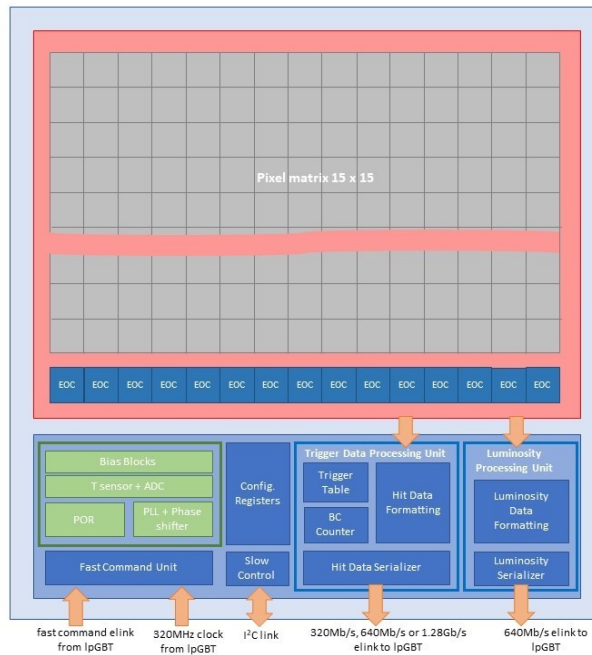 Pixel matrix 15 x 15
EOC EOC EOC EOC EOC EOC EOC EOC EOC EOC EOC EOC EOC EOC EOC
Bias Blocks
T sensor + ADC
POR
PLL + Phase
shifter
Fast Command Unit
Config.
Registers
Slow
Control
Trigger Data Processing Unit
Trigger
Table
BC
Counter
Hit Data
Formatting
Hit Data Serializer
Luminosity
Processing Unit
Luminosity
Data
Formatting
Luminosity
Serializer
fast command elink
from lpGBT
320MHz clock
from lpGBT
I²C link
320Mb/s, 640Mb/s or 1.28Gb/s
elink to lpGBT
640Mb/s elink to
lpGBT